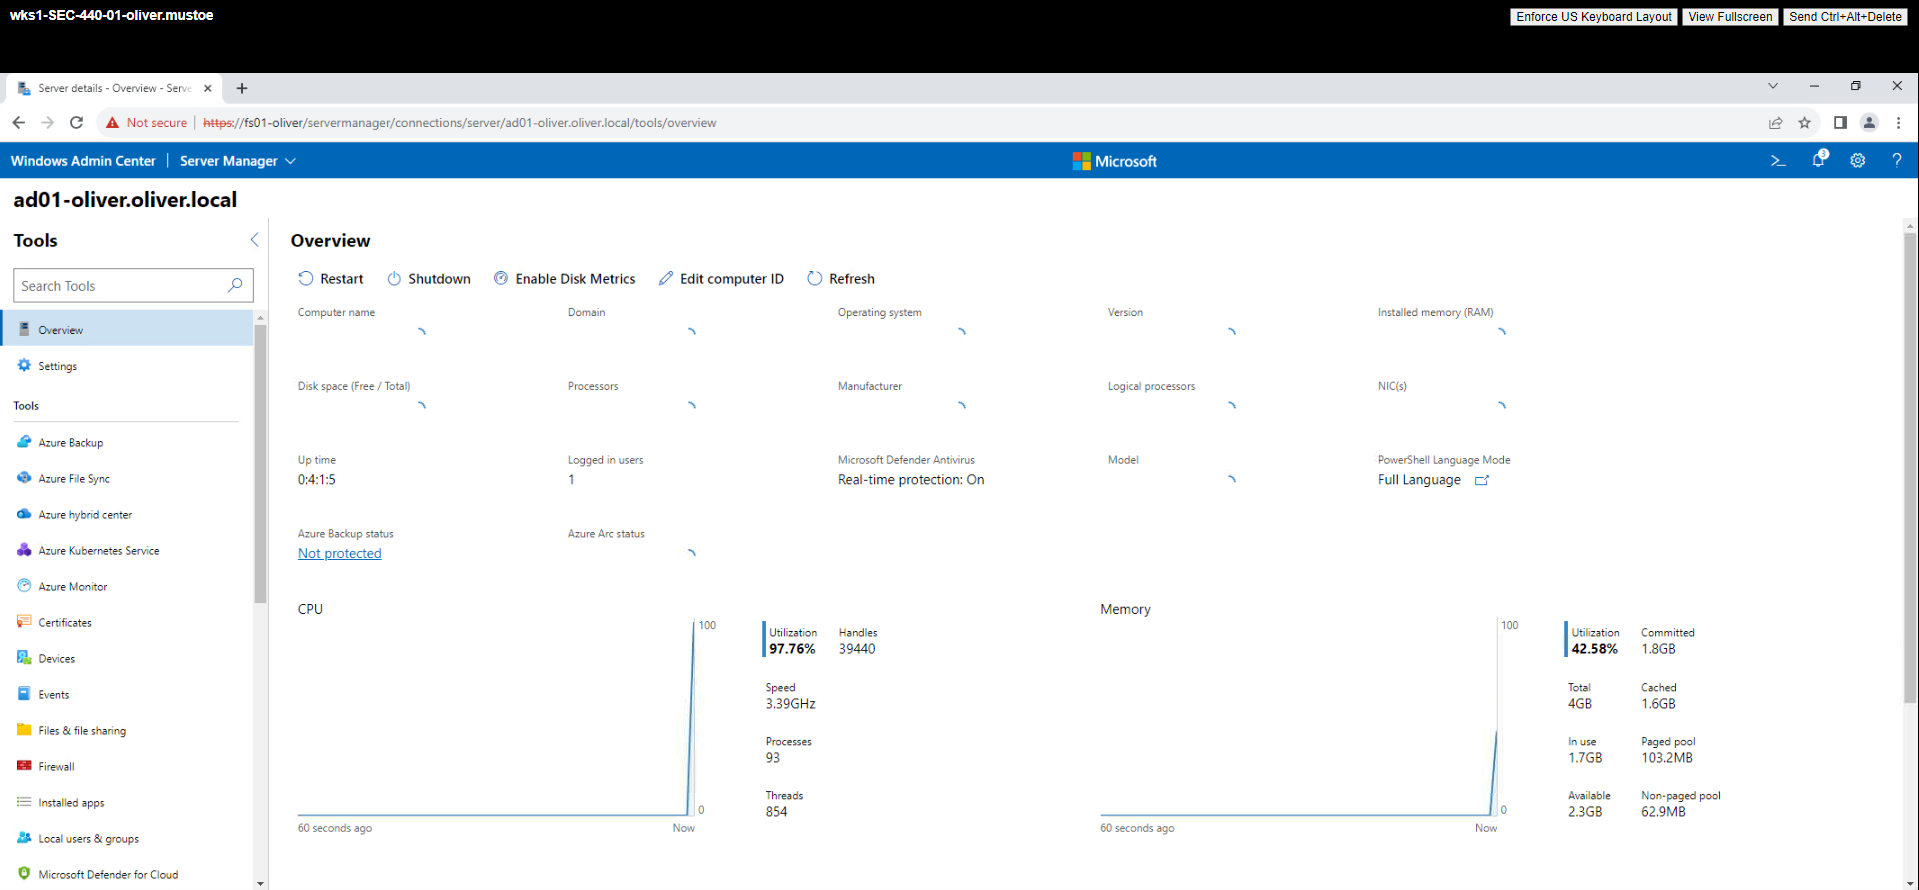 wks1-SEC-440-01-oliver.mustoe
Enforce US Keyboard Layout View Fullscreen Send Ctrl+Alt+Delete
Server details - Overview - Serve
Not secure https://fs01-oliver/servermanager/connections/server/ad01-oliver.oliver.local/tools/overview
Windows Admin Center Server Manager Microsoft 3 ?
ad01-oliver.oliver.local
Tools
Search Tools
Overview
Settings
Tools
Azure Backup
Azure File Sync
Azure hybrid center
Azure Kubernetes Service
Azure Monitor
Certificates
Devices
Events
Files & file sharing
Firewall
Installed apps
Local users & groups
Microsoft Defender for Cloud
Overview
Restart Shutdown Enable Disk Metrics Edit computer ID Refresh
Computer name Domain Operating system Version Installed memory (RAM)
Disk space (Free / Total) Processors Manufacturer Logical processors NIC(s)
Up time Logged in users Microsoft Defender Antivirus Model PowerShell Language Mode
0:4:1:5 1 Real-time protection: On Full Language
Azure Backup status Azure Arc status
Not protected
CPU
100
0
60 seconds ago Now
Utilization Handles
97.76% 39440
Speed
3.39GHz
Processes
93
Threads
854
Memory
100
0
60 seconds ago Now
Utilization Committed
42.58% 1.8GB
Total Cached
4GB 1.6GB
In use Paged pool
1.7GB 103.2MB
Available Non-paged pool
2.3GB 62.9MB